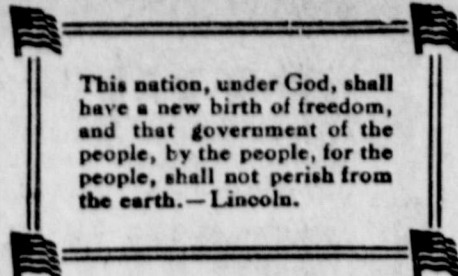 This nation, under God, shall
have a new birth of freedom,
and that government of the
people, by the people, for the
people, shall not perish from
the earth.—Lincoln.